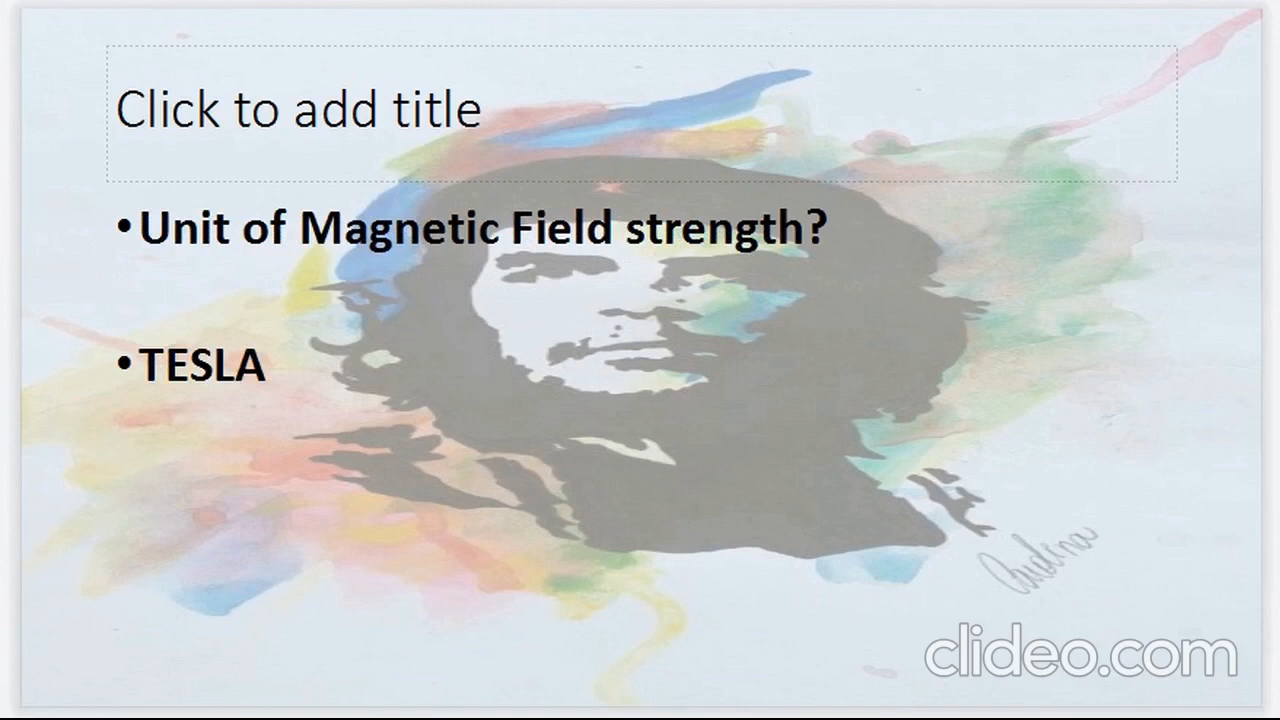 Click to add title
•Unit of Magnetic Field strength?
•TESLA
clideo.com